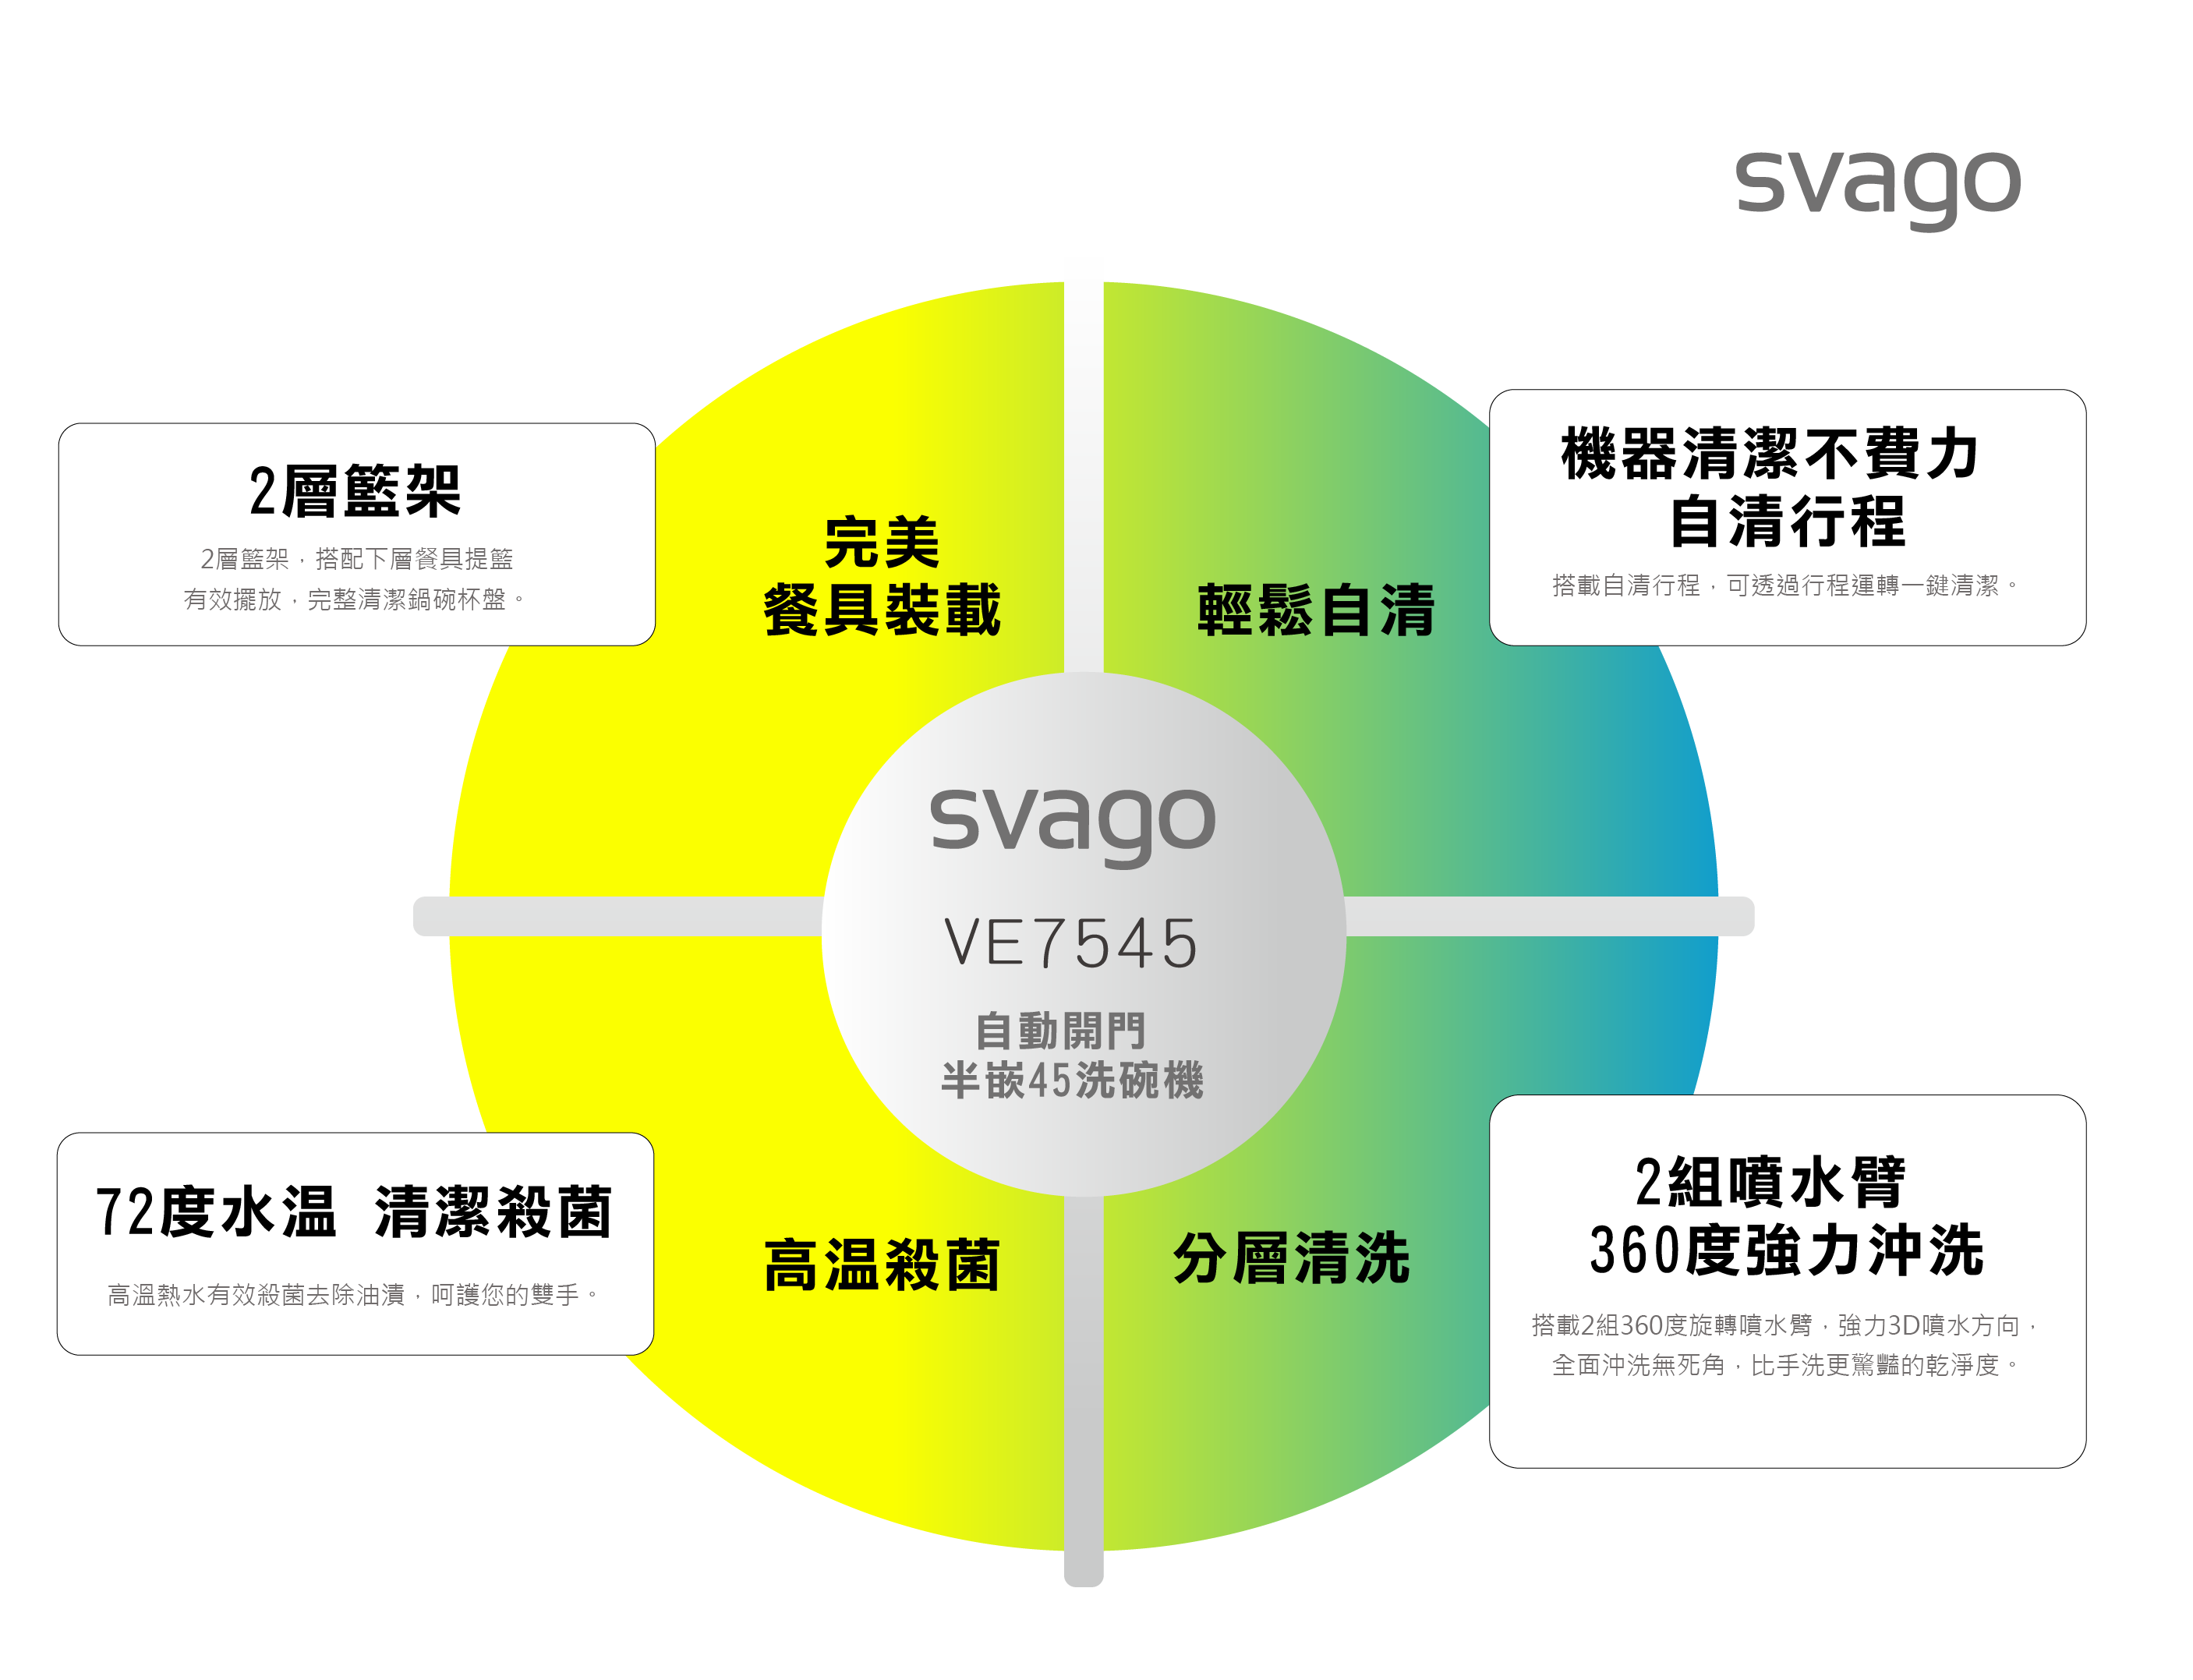 svago
2層籃架
2層籃架，搭配下層餐具提籃
有效擺放，完整清潔鍋碗杯盤。
完美
餐具裝載
輕鬆自清
機器清潔不費力
自清行程
搭載自清行程，可透過行程運轉一鍵清潔。
svago
VE7545
自動開門
半嵌45洗碗機
72度水温 清潔殺菌
高溫熱水有效殺菌去除油漬，呵護您的雙手。
高温殺菌
分層清洗
2組噴水臂
360度強力沖洗
搭載2組360度旋轉噴水臂，強力3D噴水方向，
全面沖洗無死角，比手洗更驚豔的乾淨度。